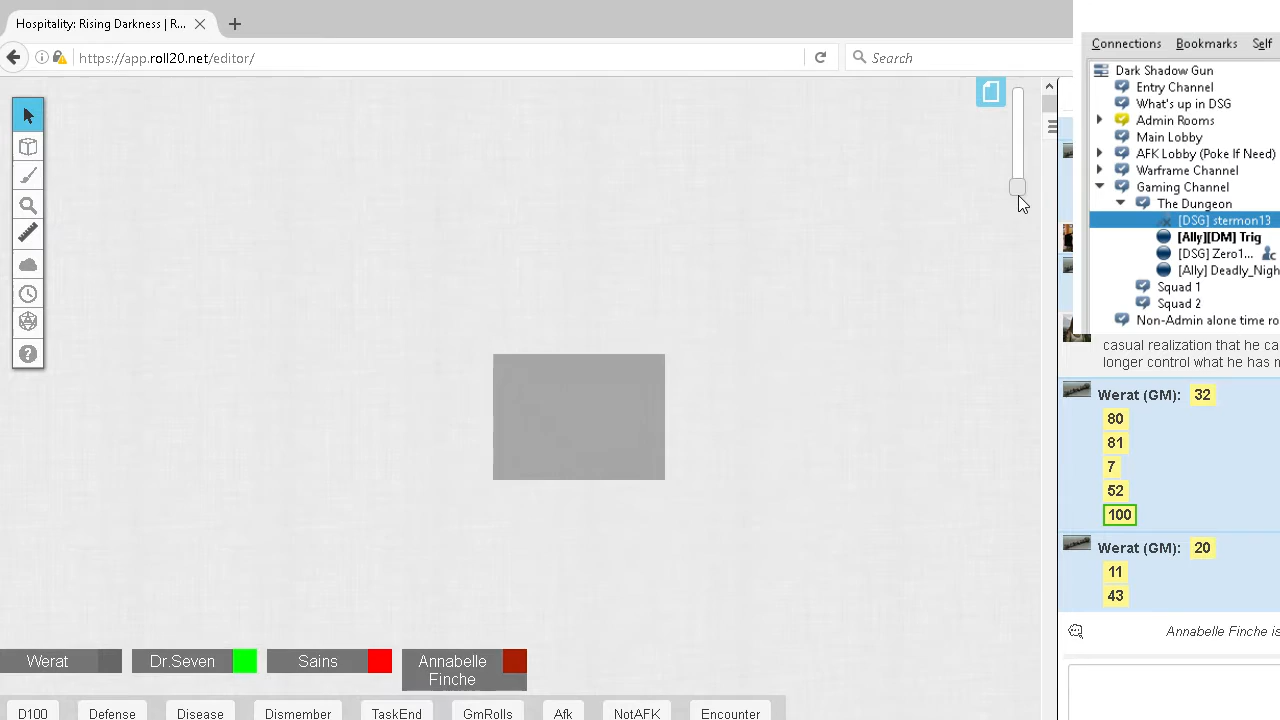 Hospitality: Rising Darkness | R...
https://app.roll20.net/editor/
Search
Connections Bookmarks Self
Dark Shadow Gun
Entry Channel
What's up in DSG
Admin Rooms
Main Lobby
AFK Lobby (Poke If Need)
Warframe Channel
Gaming Channel
The Dungeon
[DSG] stermon13
[Ally][DM] Trig
[DSG] Zero1...
[Ally] Deadly_Nigh
Squad 1
Squad 2
Non-Admin alone time ro
casual realization that he ca
longer control what he has m
Werat (GM): 32
80
81
7
52
100
Werat (GM): 20
11
43
Annabelle Finche is
Werat
Dr.Seven
Sains
Annabelle
Finche
D100 Defense Disease Dismember TaskEnd GmRolls Afk NotAFK Encounter